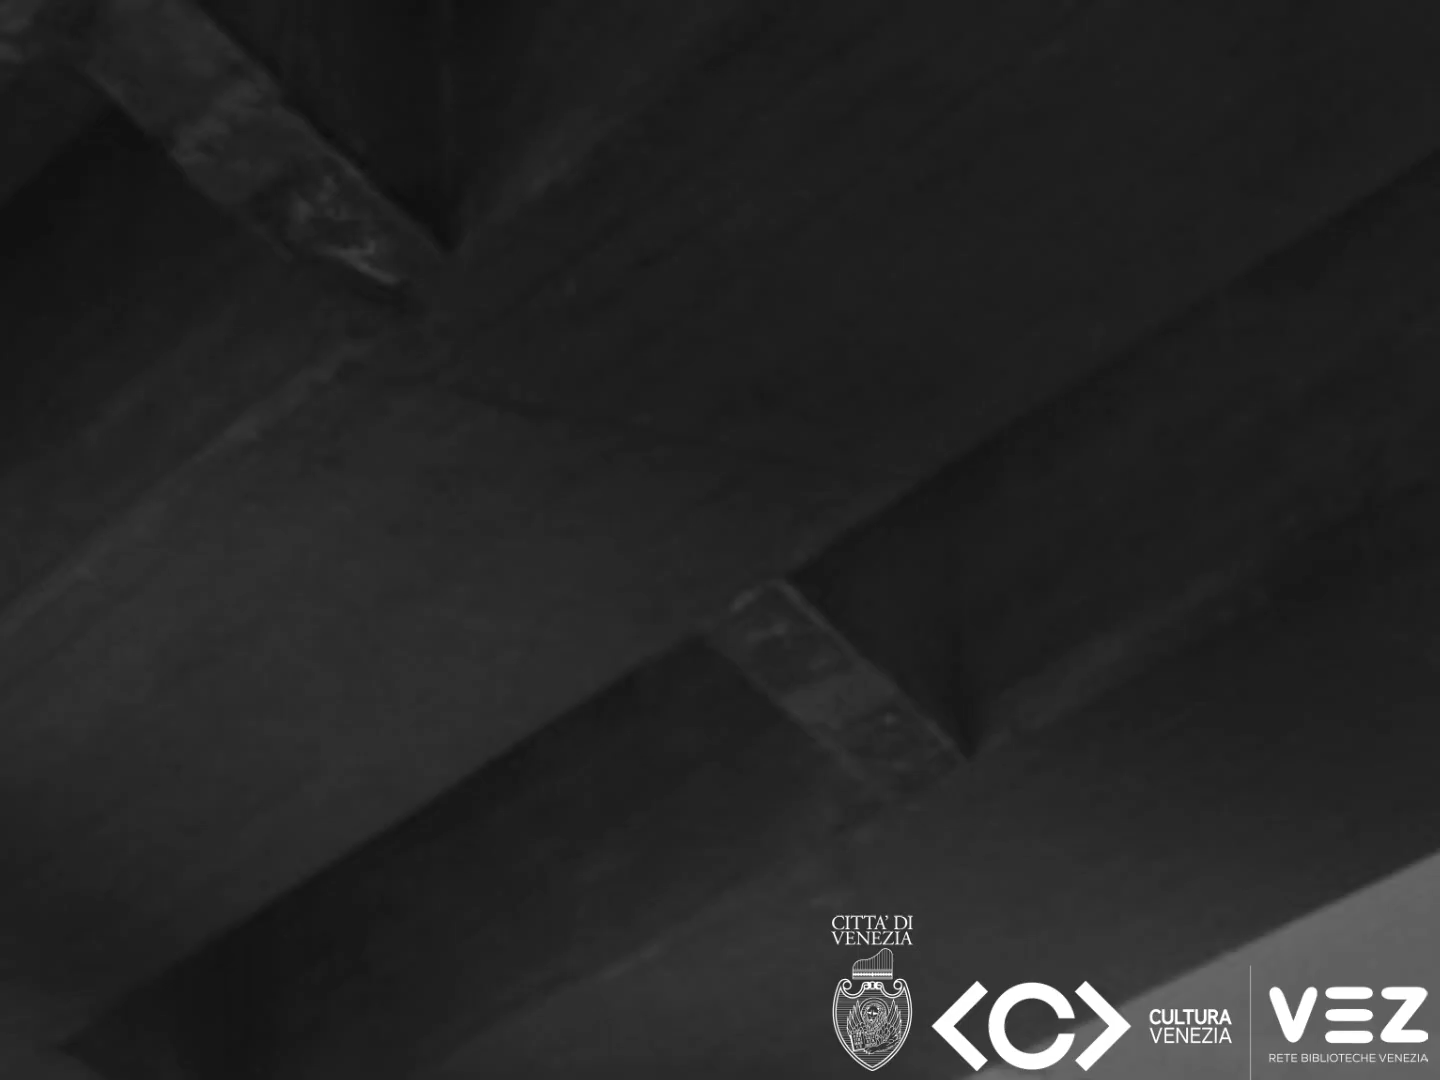 CITTA' DI
VENEZIA
<C>
CULTURA
VENEZIA
VEZ
RETE BIBLIOTECHE VENEZIA